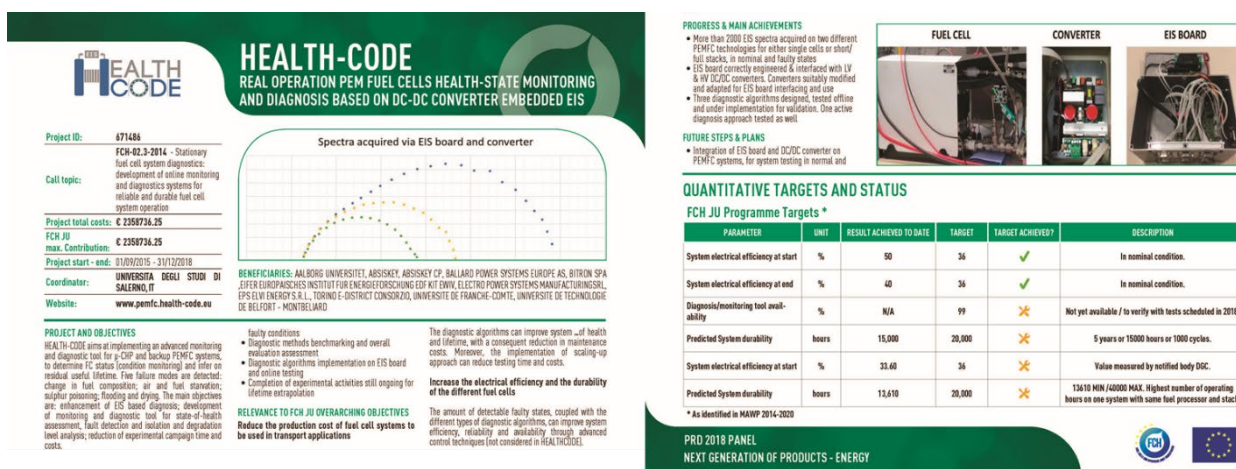 HEALTH
CODE
HEALTH-CODE
REAL OPERATION PEM FUEL CELLS HEALTH-STATE MONITORING
AND DIAGNOSIS BASED ON DC-DC CONVERTER EMBEDDED EIS
Project ID: 671486
Call topic: FCH-02.3-2014 - Stationary
fuel cell system diagnostics:
development of online monitoring
and diagnostics systems for
reliable and durable fuel cell
system operation
Project total costs: € 2358736.25
FCH JU
max. Contribution: € 2358736.25
Project start - end: 01/09/2015 - 31/12/2018
Coordinator: UNIVERSITA DEGLI STUDI DI
SALERNO, IT
Website: www.pemfc.health-code.eu
Spectra acquired via EIS board and converter
BENEFICIARIES: AALBORG UNIVERSITET, ABSISKEY, ABSISKEY CP, BALLARD POWER SYSTEMS EUROPE AS, BITRON SPA
,EIFER EUROPAISCHES INSTITUT FUR ENERGIEFORSCHUNG EDF KIT EWIV, ELECTRO POWER SYSTEMS MANUFACTURINGSRL,
EPS ELVI ENERGY S.R.L., TORINO E-DISTRICT CONSORZIO, UNIVERSITE DE FRANCHE-COMTE, UNIVERSITE DE TECHNOLOGIE
DE BELFORT - MONTBELIARD
PROJECT AND OBJECTIVES
HEALTH-CODE aims at implementing an advanced monitoring
and diagnostic tool for μ-CHP and backup PEMFC systems,
to determine FC status (condition monitoring) and infer on
residual useful lifetime. Five failure modes are detected:
change in fuel composition; air and fuel starvation;
sulphur poisoning; flooding and drying. The main objectives
are: enhancement of EIS based diagnosis; development
of monitoring and diagnostic tool for state-of-health
assessment, fault detection and isolation and degradation
level analysis; reduction of experimental campaign time and
costs.
faulty conditions
• Diagnostic methods benchmarking and overall
evaluation assessment
• Diagnostic algorithms implementation on EIS board
and online testing
• Completion of experimental activities still ongoing for
lifetime extrapolation
RELEVANCE TO FCH JU OVERARCHING OBJECTIVES
Reduce the production cost of fuel cell systems to
be used in transport applications
The diagnostic algorithms can improve system _of health
and lifetime, with a consequent reduction in maintenance
costs. Moreover, the implementation of scaling-up
approach can reduce testing time and costs.
Increase the electrical efficiency and the durability
of the different fuel cells
The amount of detectable faulty states, coupled with the
different types of diagnostic algorithms, can improve system
efficiency, reliability and availability through advanced
control techniques (not considered in HEALTHCODE).
PROGRESS & MAIN ACHIEVEMENTS
• More than 2000 EIS spectra acquired on two different
PEMFC technologies for either single cells or short/
full stacks, in nominal and faulty states
• EIS board correctly engineered & interfaced with LV
& HV DC/DC converters. Converters suitably modified
and adapted for EIS board interfacing and use
• Three diagnostic algorithms designed, tested offline
and under implementation for validation. One active
diagnosis approach tested as well
FUTURE STEPS & PLANS
• Integration of EIS board and DC/DC converter on
PEMFC systems, for system testing in normal and
FUEL CELL CONVERTER EIS BOARD
QUANTITATIVE TARGETS AND STATUS
FCH JU Programme Targets *
PARAMETER UNIT RESULT ACHIEVED TO DATE TARGET TARGET ACHIEVED? DESCRIPTION
System electrical efficiency at start % 50 36 In nominal condition.
System electrical efficiency at end % 40 36 In nominal condition.
Diagnosis/monitoring tool avail-
ability % N/A 99 Not yet available / to verify with tests scheduled in 2018
Predicted System durability hours 15,000 20,000 5 years or 15000 hours or 1000 cycles.
System electrical efficiency at start % 33.60 36 Value measured by notified body DGC.
Predicted System durability hours 13,610 20,000 13610 MIN /40000 MAX. Highest number of operating
hours on one system with same fuel processor and stack
* As identified in MAWP 2014-2020
PRD 2018 PANEL
NEXT GENERATION OF PRODUCTS - ENERGY
FCH